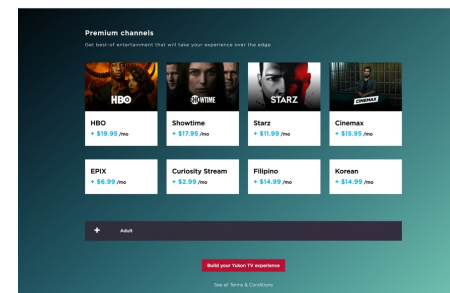 Premium channels
Get best-of entertainment that will take your experience over the edge.
HBO
SHOWTIME
STARZ
CINEMAX
HBO
+ $19.95 /mo
Showtime
+ $17.95 /mo
Starz
+ $11.99 /mo
Cinemax
+ $15.95 /mo
EPIX
+ $6.99 /mo
Curiosity Stream
+ $2.99 /mo
Filipino
+ $14.99 /mo
Korean
+ $14.99 /mo
+ Adult
Build your Yukon TV experience
See all Terms & Conditions